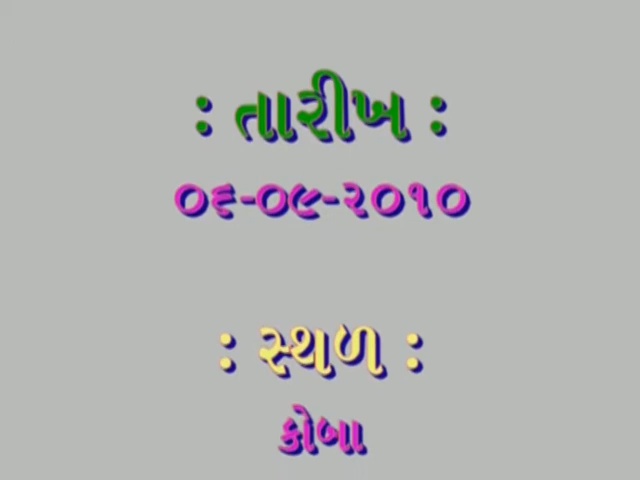 : તારીખ :
૦૬-૦૯-૨૦૧૦
: સ્થળ :
કોબા